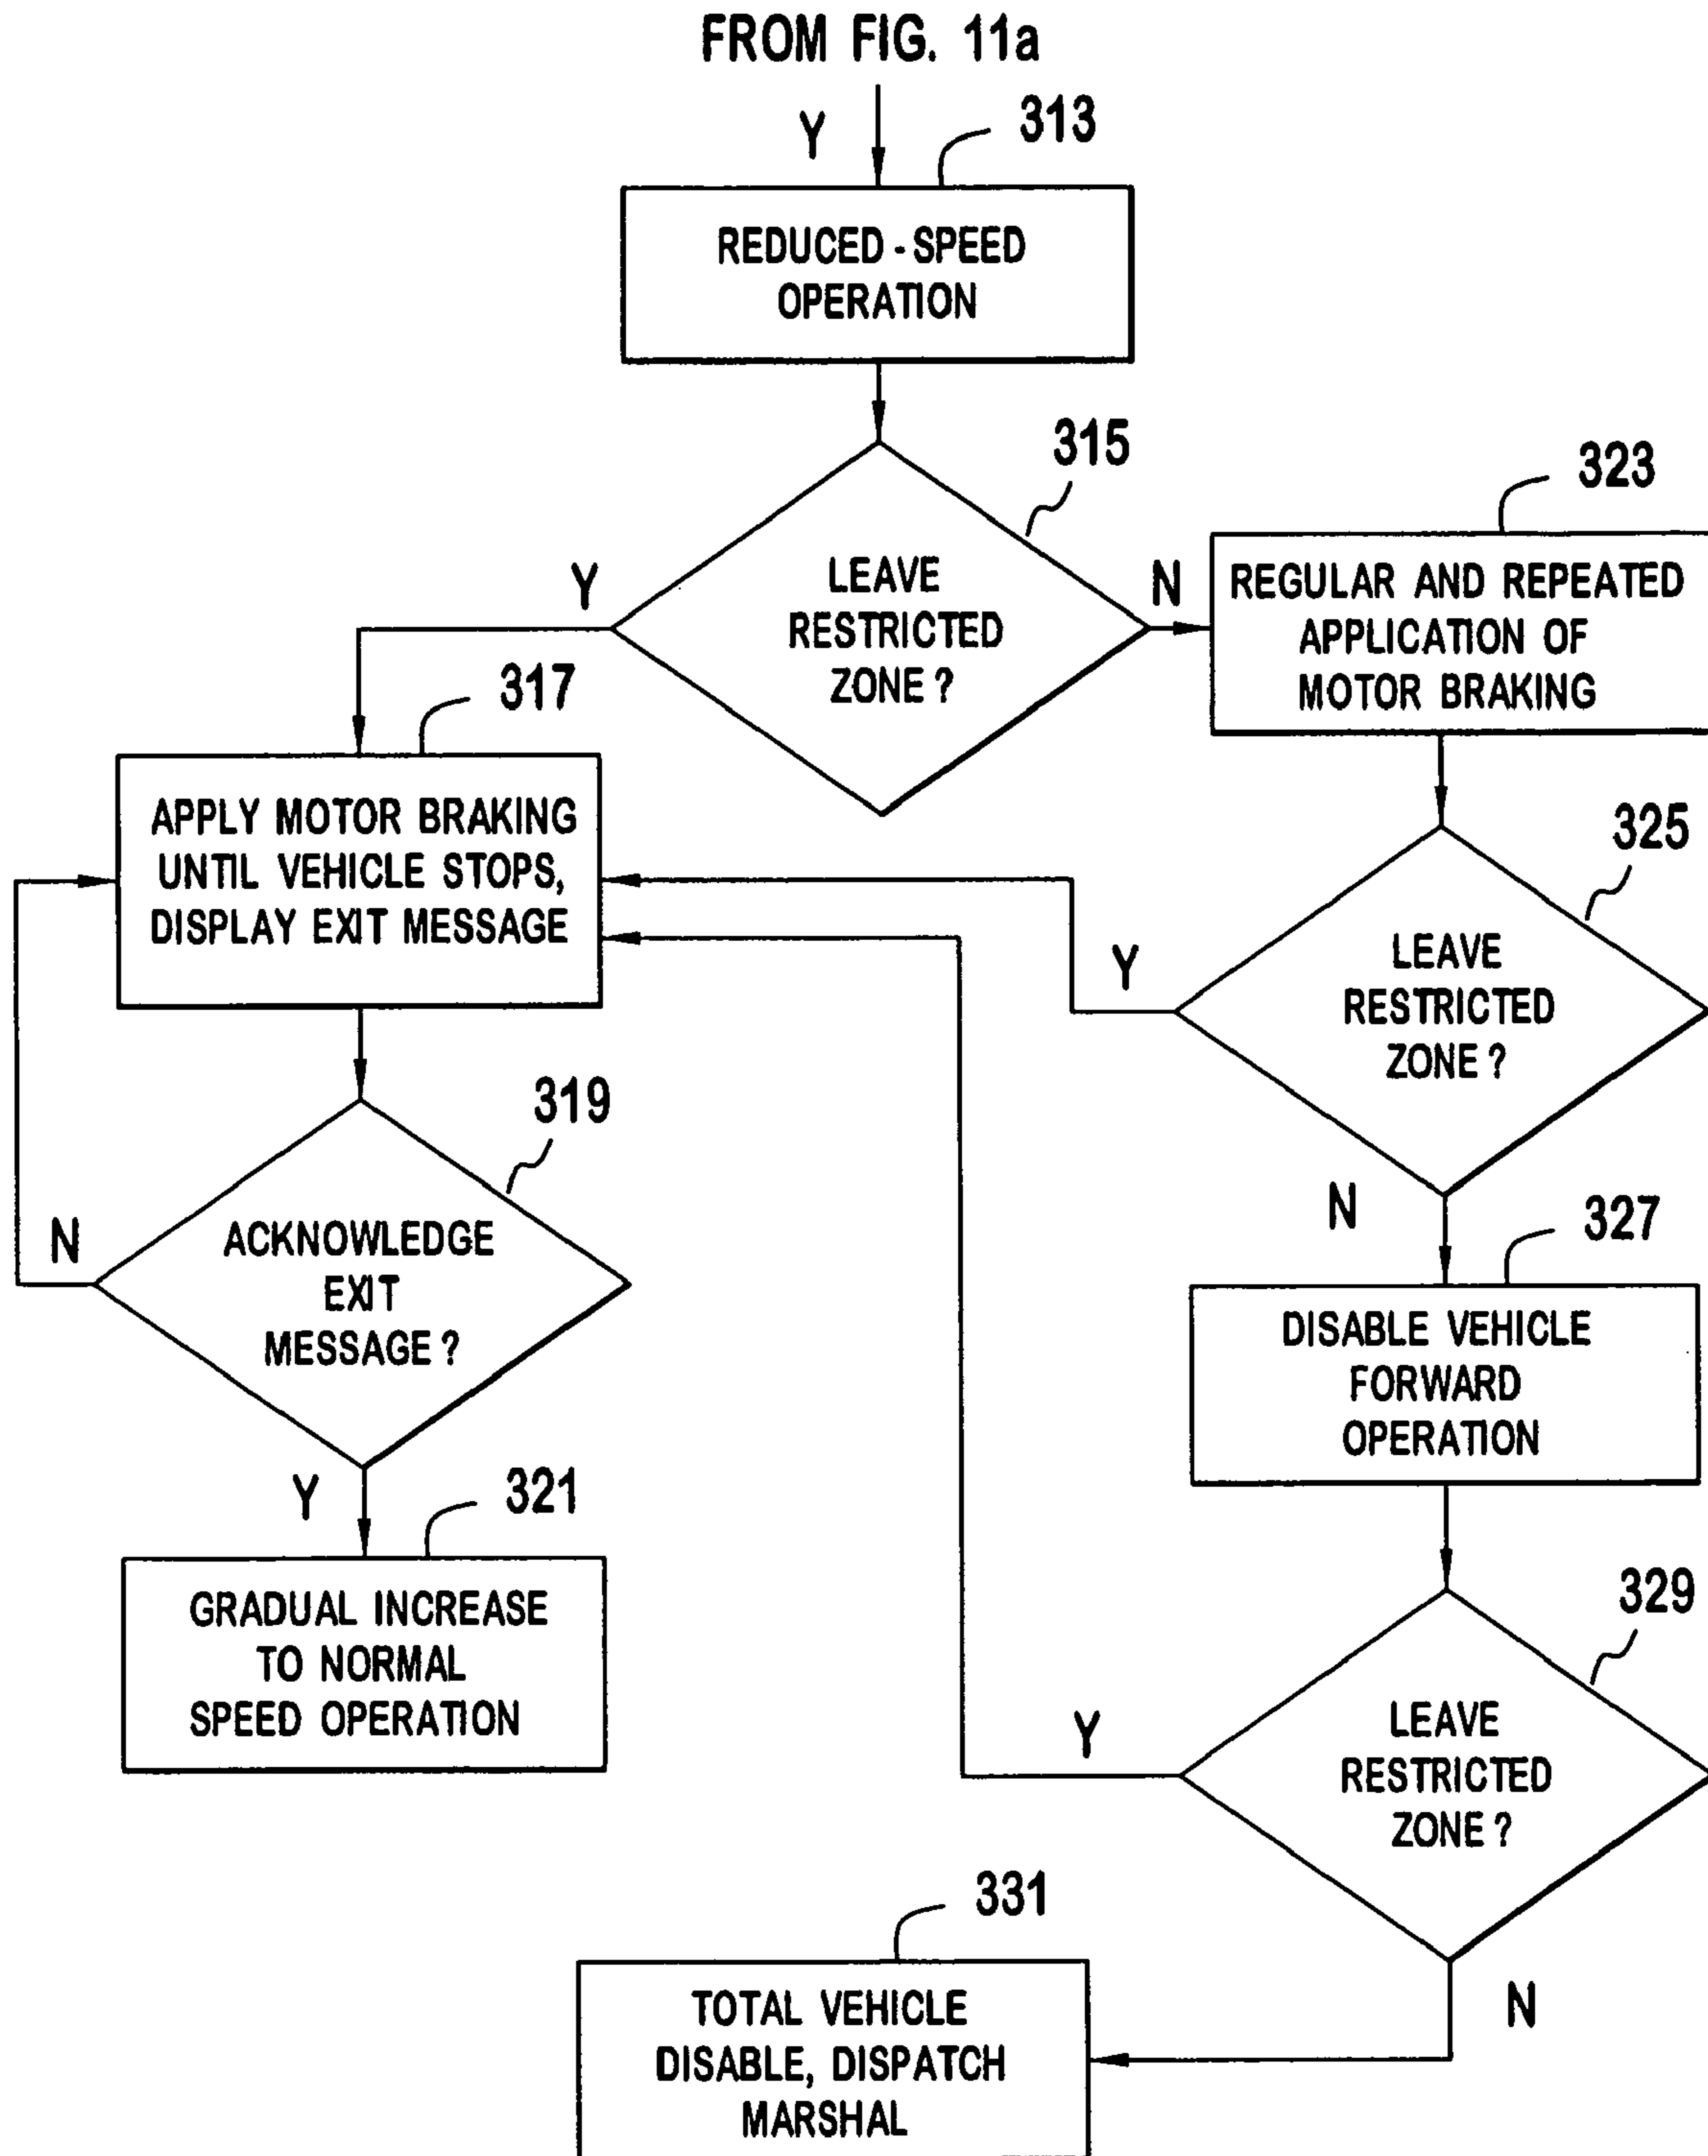 FROM FIG. 11a
Y
313
REDUCED-SPEED
OPERATION
315
LEAVE
RESTRICTED
ZONE?
Y
N
323
REGULAR AND REPEATED
APPLICATION OF
MOTOR BRAKING
317
APPLY MOTOR BRAKING
UNTIL VEHICLE STOPS,
DISPLAY EXIT MESSAGE
325
LEAVE
RESTRICTED
ZONE?
Y
N
319
ACKNOWLEDGE
EXIT
MESSAGE?
N
Y
327
DISABLE VEHICLE
FORWARD
OPERATION
321
GRADUAL INCREASE
TO NORMAL
SPEED OPERATION
329
LEAVE
RESTRICTED
ZONE?
Y
N
331
TOTAL VEHICLE
DISABLE, DISPATCH
MARSHAL